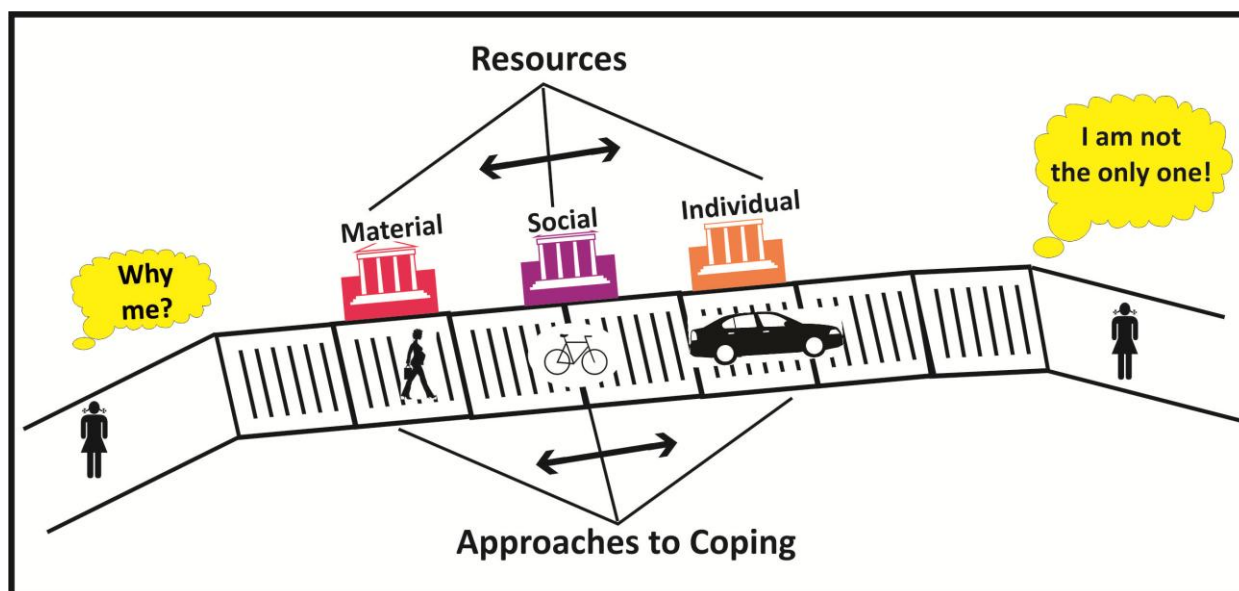 Resources
I am not
the only one!
Material
Social
Individual
Why
me?
Approaches to Coping